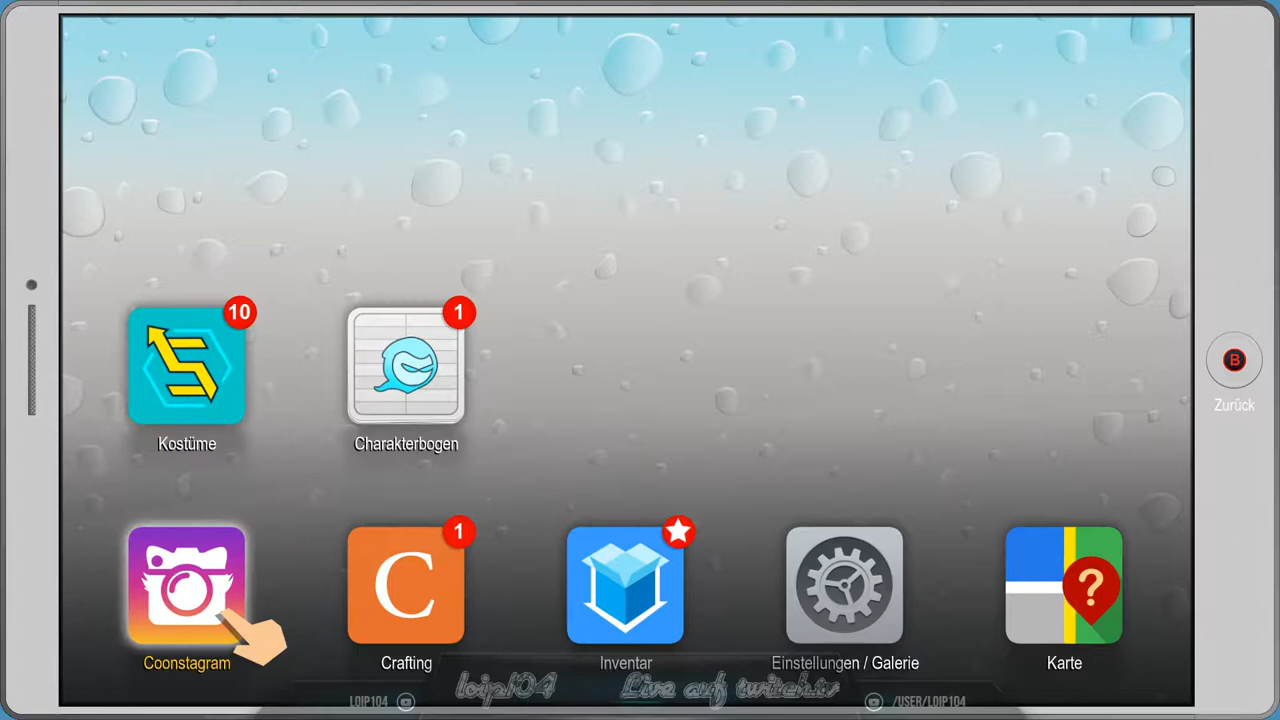 10
1
Kostüme
Charakterbogen
B
Zurück
1
C
?
Coonstagram
Crafting
Inventar
Einstellungen / Galerie
Karte
loip104 Live auf twitch.tv
LOIP104
/USER/LOIP104